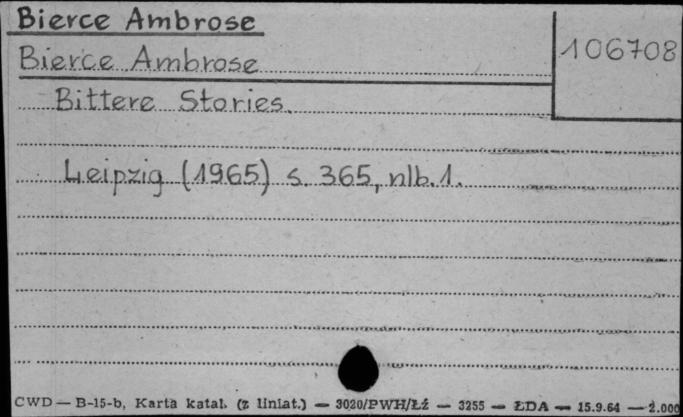 Bierce Ambrose
106708
Bierce Ambrose
Bittere Stories.
Leipzig (1965) s. 365, nlb. 1.
CWD — B-15-b, Karta katal. (z liniat.) — 3020/PWH/Łź — 3255 — ŁDA — 15.9.64 — 2.000